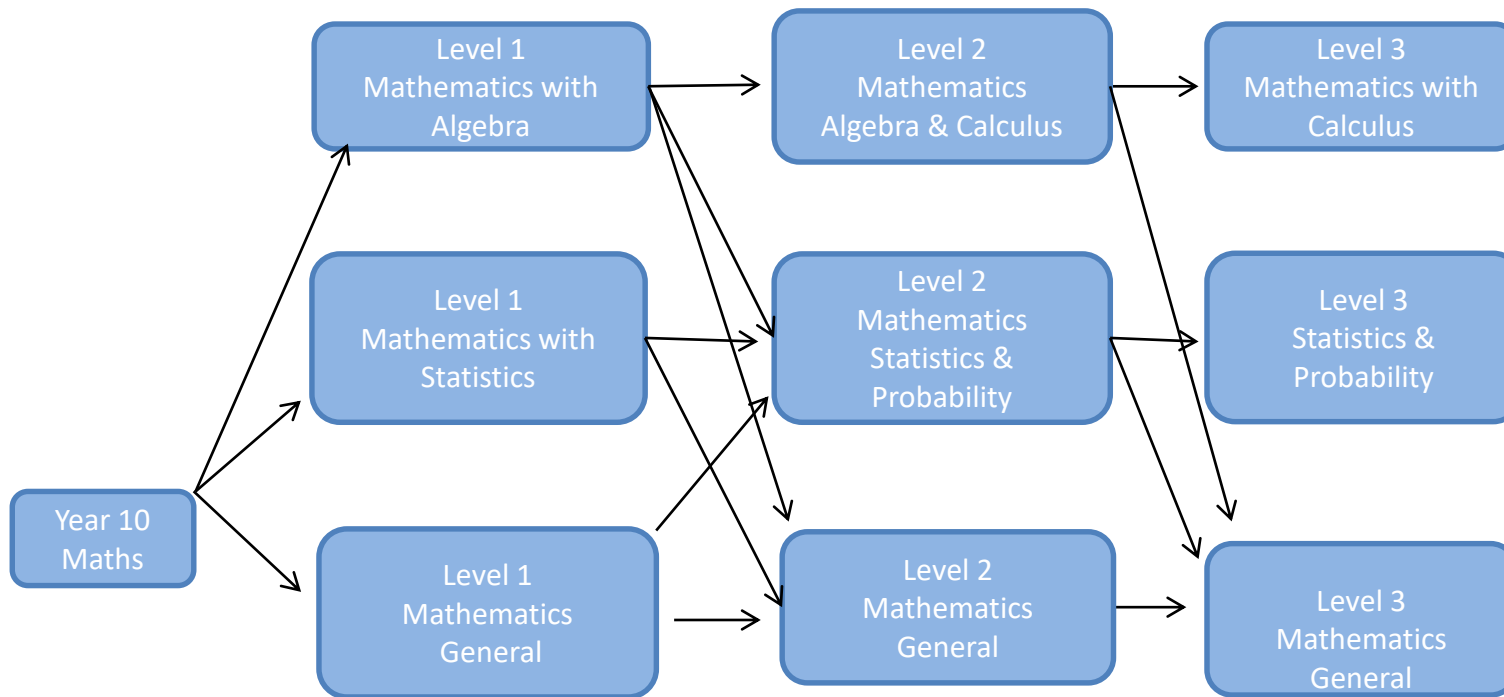 Level 1
Mathematics with
Algebra
Level 2
Mathematics
Algebra & Calculus
Level 3
Mathematics with
Calculus
Level 1
Mathematics with
Statistics
Level 2
Mathematics
Statistics &
Probability
Level 3
Statistics &
Probability
Year 10
Maths
Level 1
Mathematics
General
Level 2
Mathematics
General
Level 3
Mathematics
General